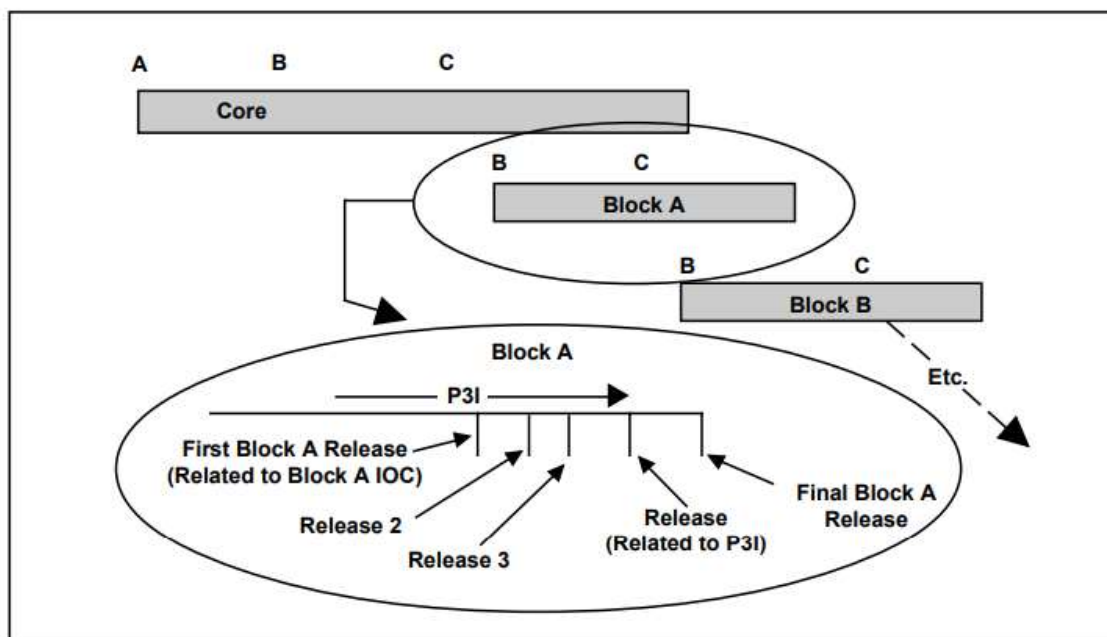 A B C
Core
B C
Block A
B C
Block B
Etc.
Block A
P3I
First Block A Release
(Related to Block A IOC)
Release 2
Release 3
Release
(Related to P3I)
Final Block A
Release